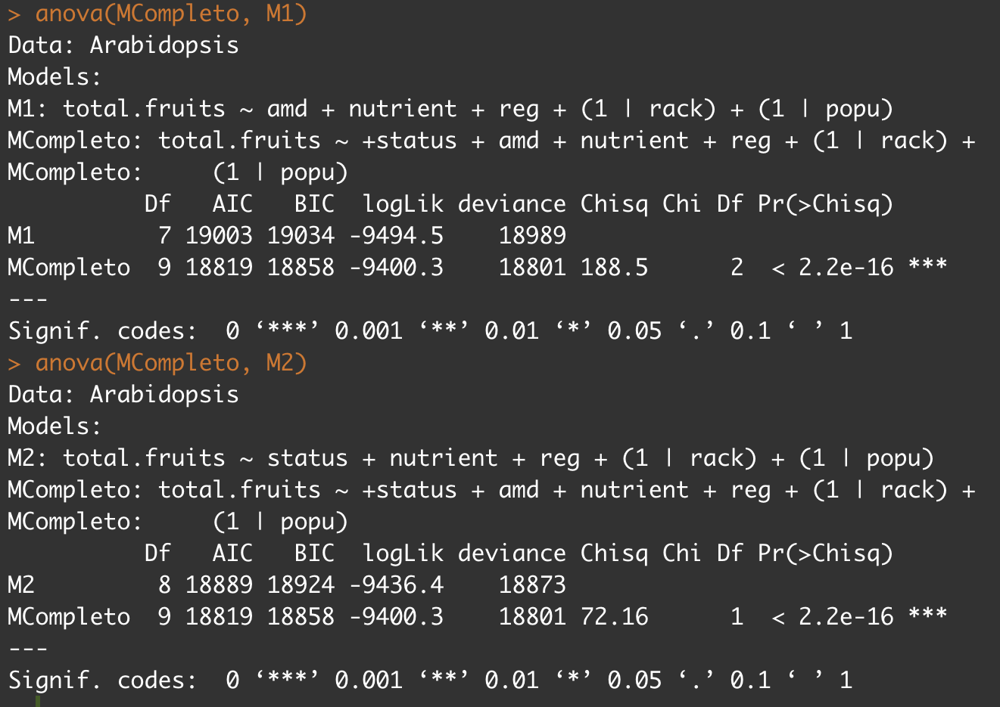 > anova(MCompleto, M1)
Data: Arabidopsis
Models:
M1: total.fruits ~ amd + nutrient + reg + (1 | rack) + (1 | popu)
MCompleto: total.fruits ~ +status + amd + nutrient + reg + (1 | rack) +
MCompleto:     (1 | popu)
          Df   AIC   BIC  logLik deviance Chisq Chi Df Pr(>Chisq)
M1         7 19003 19034 -9494.5    18989
MCompleto  9 18819 18858 -9400.3    18801 188.5      2  < 2.2e-16 ***
---
Signif. codes:  0 ‘***’ 0.001 ‘**’ 0.01 ‘*’ 0.05 ‘.’ 0.1 ‘ ’ 1
> anova(MCompleto, M2)
Data: Arabidopsis
Models:
M2: total.fruits ~ status + nutrient + reg + (1 | rack) + (1 | popu)
MCompleto: total.fruits ~ +status + amd + nutrient + reg + (1 | rack) +
MCompleto:     (1 | popu)
          Df   AIC   BIC  logLik deviance Chisq Chi Df Pr(>Chisq)
M2         8 18889 18924 -9436.4    18873
MCompleto  9 18819 18858 -9400.3    18801 72.16      1  < 2.2e-16 ***
---
Signif. codes:  0 ‘***’ 0.001 ‘**’ 0.01 ‘*’ 0.05 ‘.’ 0.1 ‘ ’ 1